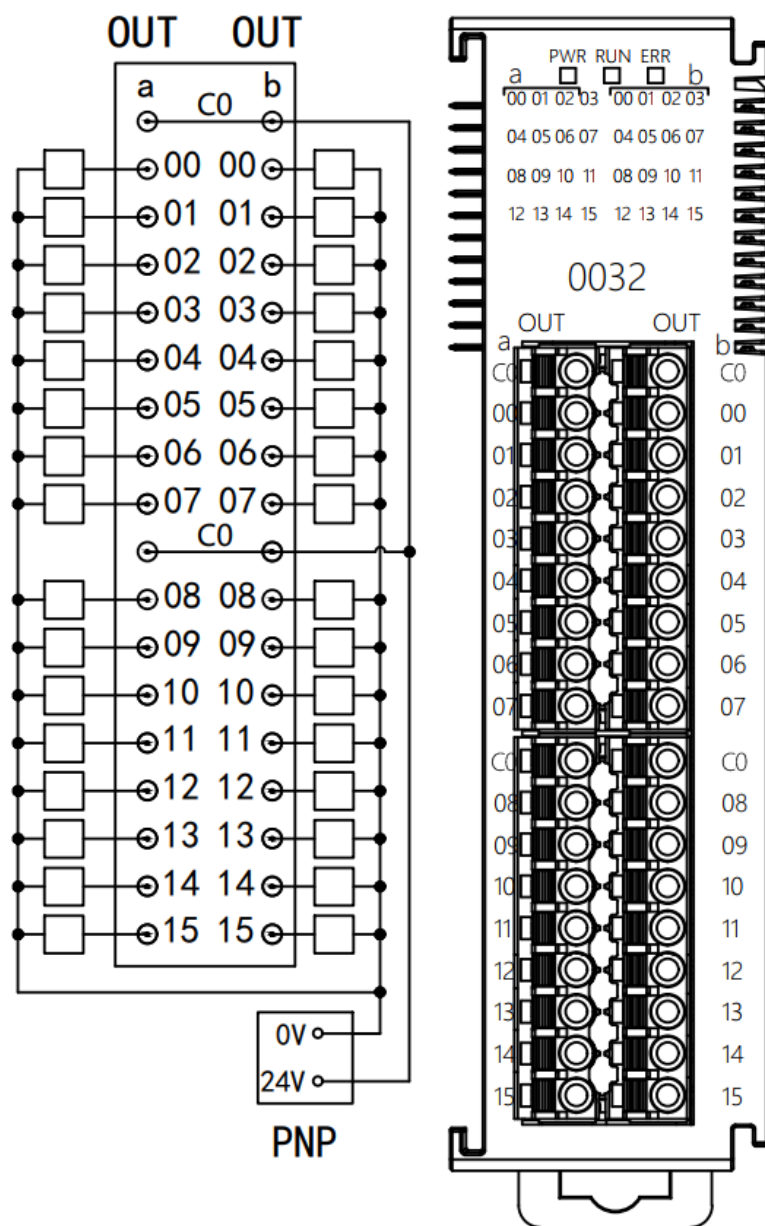 OUT OUT
a b
C0
00 00
01 01
02 02
03 03
04 04
05 05
06 06
07 07
C0
08 08
09 09
10 10
11 11
12 12
13 13
14 14
15 15
0V
24V
PNP
PWR RUN ERR
a b
00 01 02 03 00 01 02 03
04 05 06 07 04 05 06 07
08 09 10 11 08 09 10 11
12 13 14 15 12 13 14 15
0032
OUT OUT
a b
C0 C0
00 00
01 01
02 02
03 03
04 04
05 05
06 06
07 07
C0 C0
08 08
09 09
10 10
11 11
12 12
13 13
14 14
15 15